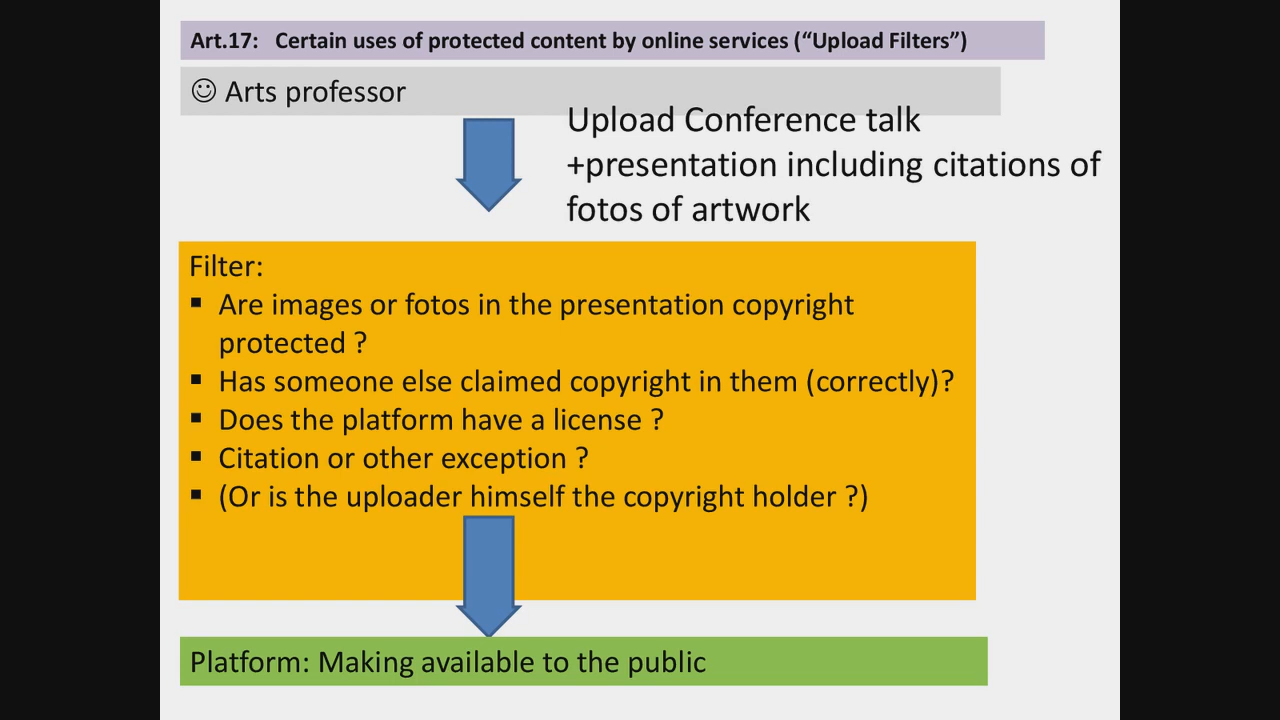 Art.17: Certain uses of protected content by online services (“Upload Filters”)
☺ Arts professor
Upload Conference talk
+presentation including citations of
fotos of artwork
Filter:
▪ Are images or fotos in the presentation copyright
protected ?
▪ Has someone else claimed copyright in them (correctly)?
▪ Does the platform have a license ?
▪ Citation or other exception ?
▪ (Or is the uploader himself the copyright holder ?)
Platform: Making available to the public